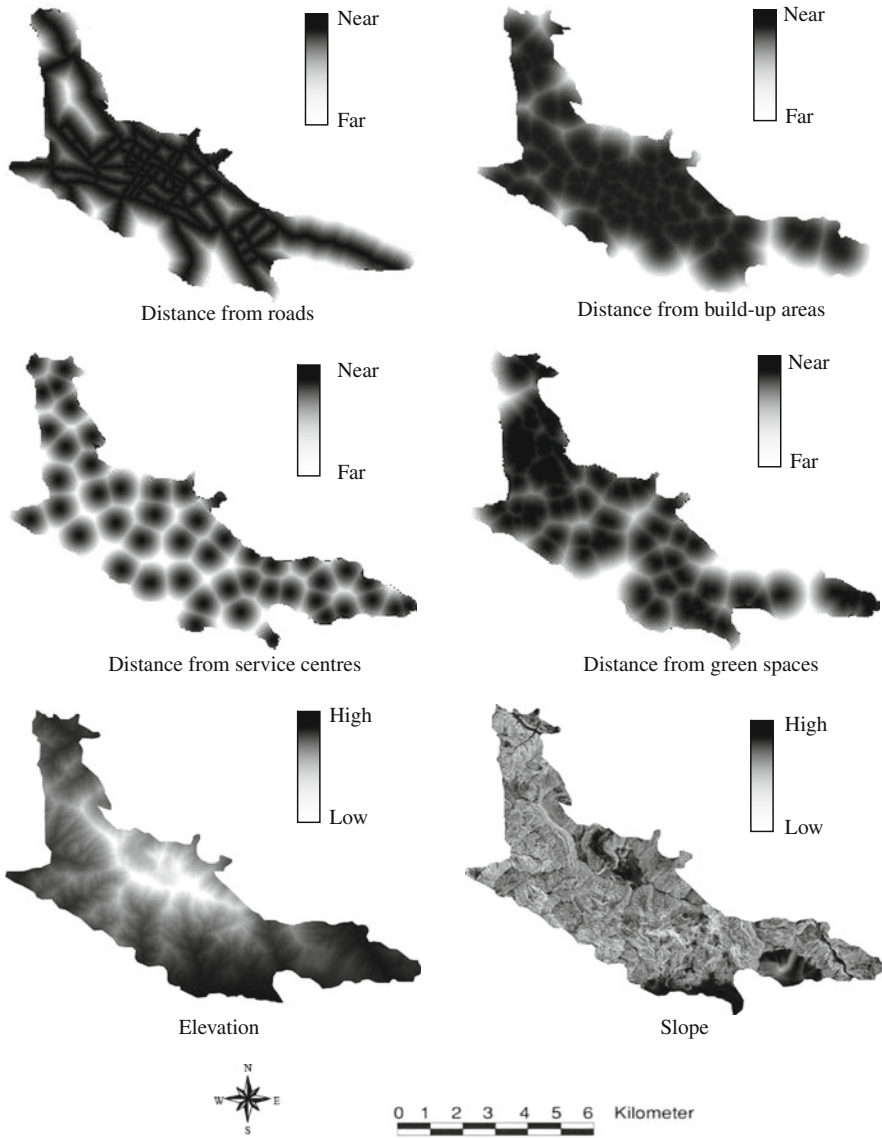 Near
Far
Distance from roads
Near
Far
Distance from build-up areas
Near
Far
Distance from service centres
Near
Far
Distance from green spaces
High
Low
Elevation
High
Low
Slope
N
W E
S
0 1 2 3 4 5 6 Kilometer